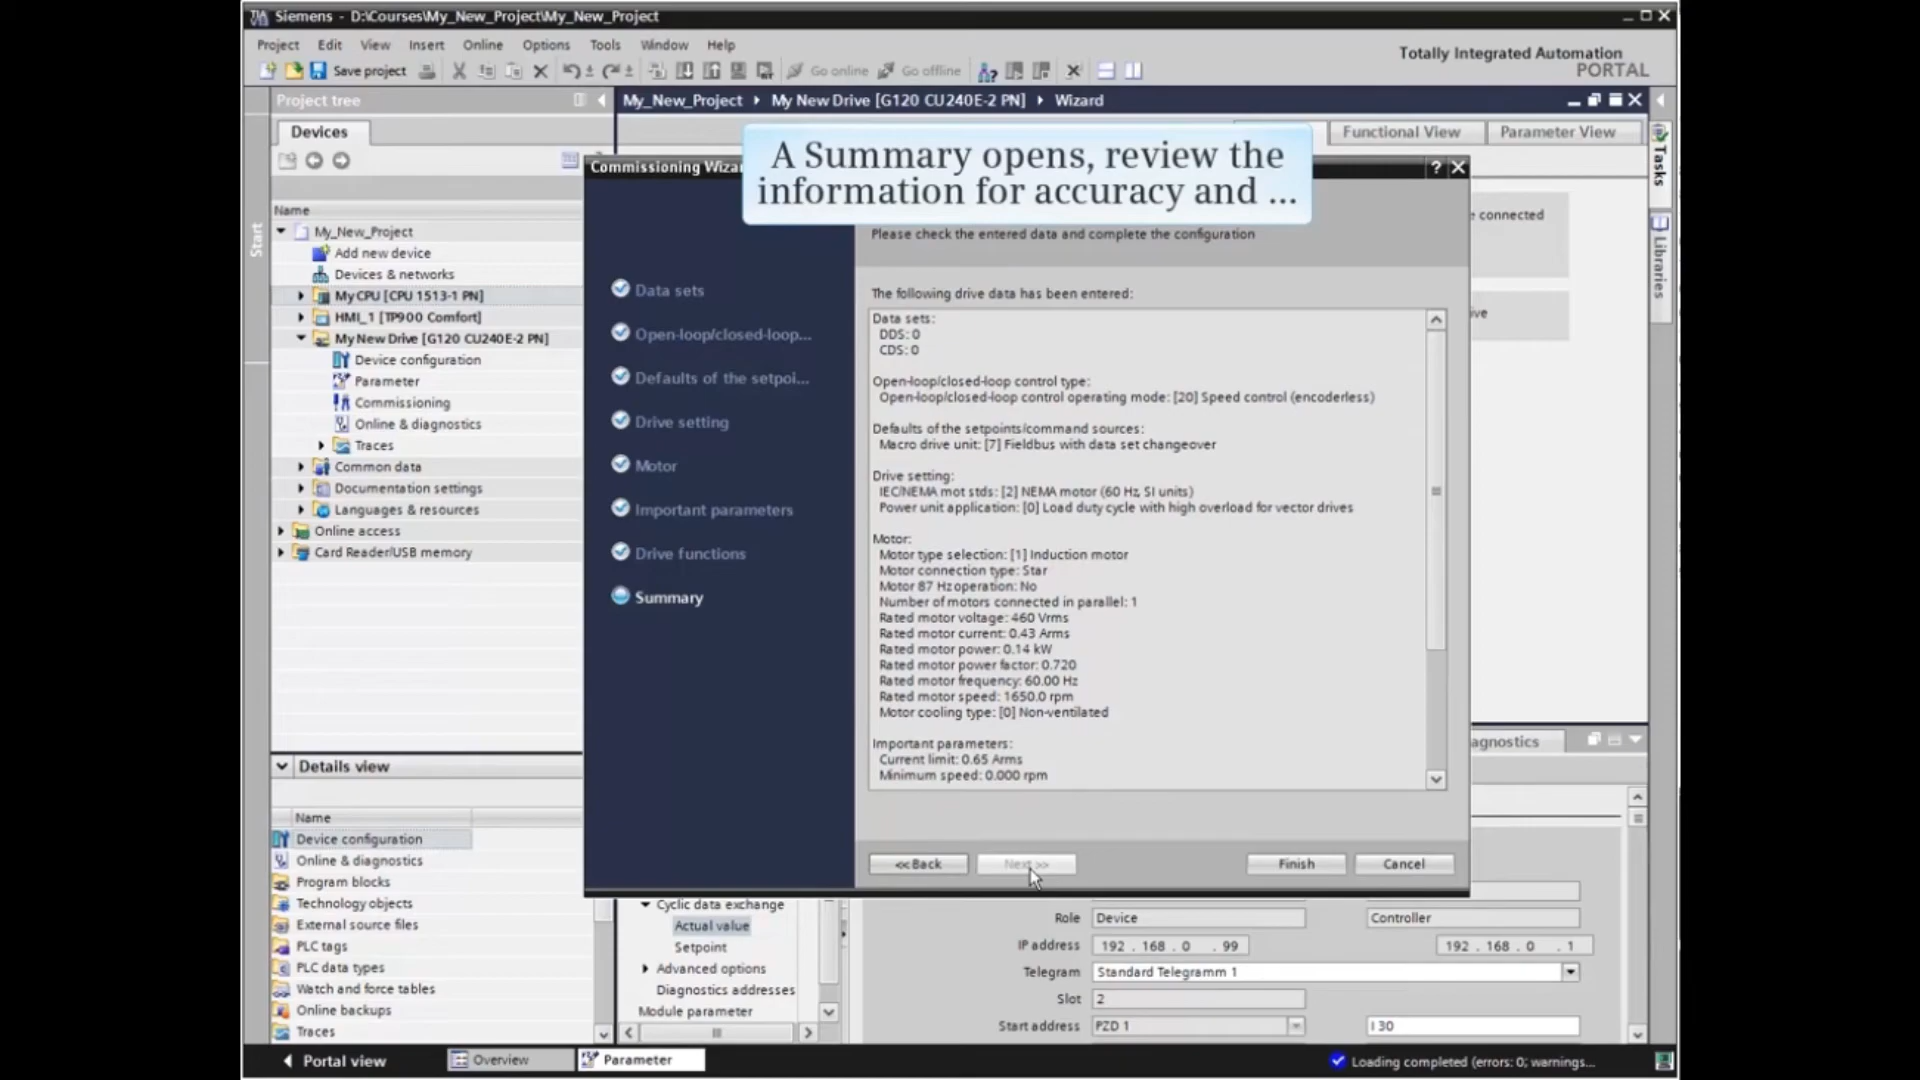 Siemens - D:\Courses\My_New_Project\My_New_Project
Project Edit View Insert Online Options Tools Window Help
Totally Integrated Automation
PORTAL
Save project
Go online
Go offline
Project tree
My_New_Project My New Drive [G120 CU240E-2 PN] Wizard
Devices
Functional View
Parameter View
Start
Name
My_New_Project
Add new device
Devices & networks
My CPU [CPU 1513-1 PN]
HMI_1 [TP900 Comfort]
My New Drive [G120 CU240E-2 PN]
Device configuration
Parameter
Commissioning
Online & diagnostics
Traces
Common data
Documentation settings
Languages & resources
Online access
Card Reader/USB memory
Details view
Name
Device configuration
Online & diagnostics
Program blocks
Technology objects
External source files
PLC tags
PLC data types
Watch and force tables
Online backups
Traces
Commissioning Wizar
A Summary opens, review the
information for accuracy and ...
Please check the entered data and complete the configuration
Data sets
Open-loop/closed-loop...
Defaults of the setpoi...
Drive setting
Motor
Important parameters
Drive functions
Summary
The following drive data has been entered:
Data sets:
DDS: 0
CDS: 0
Open-loop/closed-loop control type:
Open-loop/closed-loop control operating mode: [20] Speed control (encoderless)
Defaults of the setpoints/command sources:
Macro drive unit: [7] Fieldbus with data set changeover
Drive setting:
IEC/NEMA mot stds: [2] NEMA motor (60 Hz, SI units)
Power unit application: [0] Load duty cycle with high overload for vector drives
Motor:
Motor type selection: [1] Induction motor
Motor connection type: Star
Motor 87 Hz operation: No
Number of motors connected in parallel: 1
Rated motor voltage: 460 Vrms
Rated motor current: 0.43 Arms
Rated motor power: 0.14 kW
Rated motor power factor: 0.720
Rated motor frequency: 60.00 Hz
Rated motor speed: 1650.0 rpm
Motor cooling type: [0] Non-ventilated
Important parameters:
Current limit: 0.65 Arms
Minimum speed: 0.000 rpm
<< Back
Next >>
Finish
Cancel
e connected
ive
Tasks
Libraries
agnostics
Cyclic data exchange
Actual value
Setpoint
Advanced options
Diagnostics addresses
Module parameter
Role Device Controller
IP address 192 . 168 . 0 . 99 192 . 168 . 0 . 1
Telegram Standard Telegramm 1
Slot 2
Start address PZD 1 I 30
Portal view
Overview
Parameter
Loading completed (errors: 0; warnings...